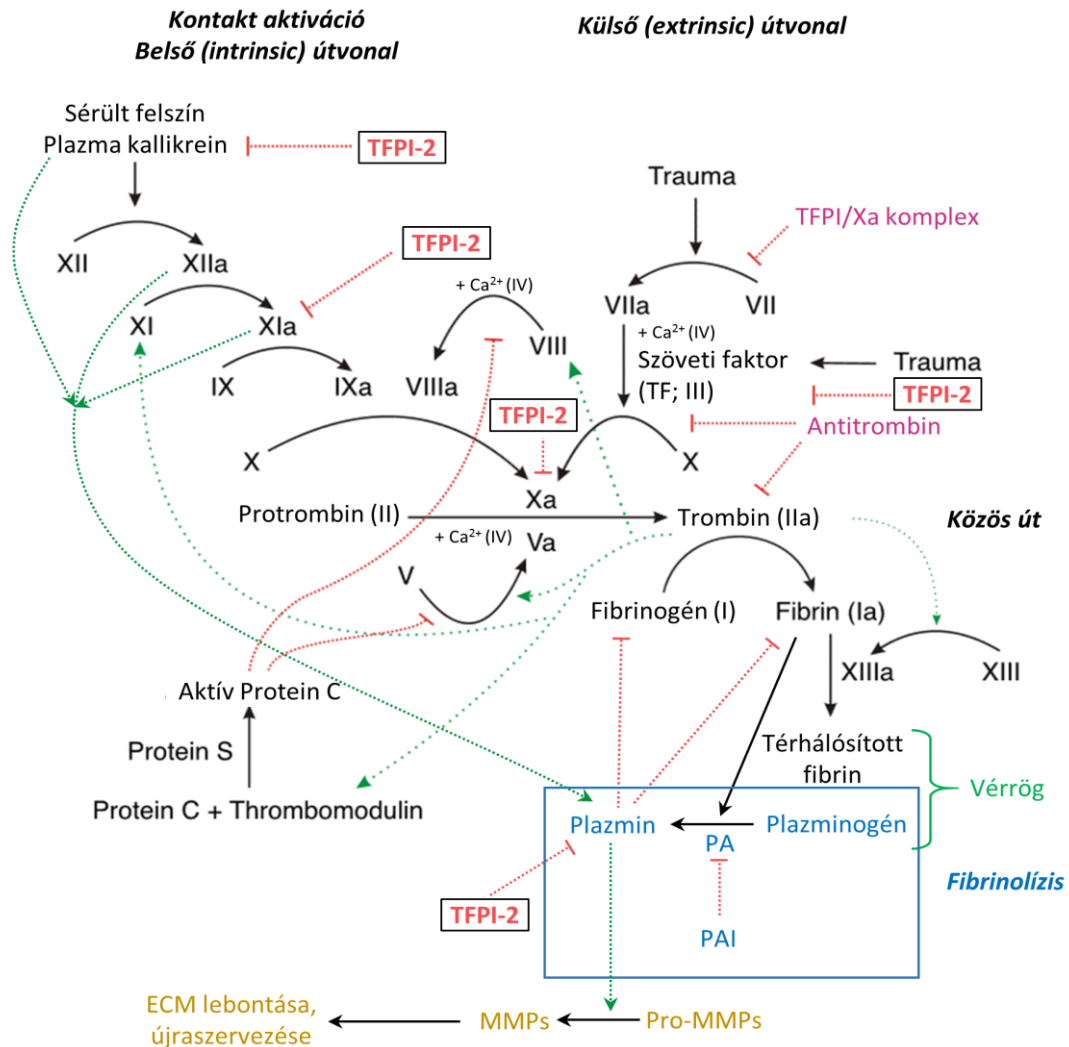 Kontakt aktiváció
Belső (intrinsic) útvonal
Külső (extrinsic) útvonal
Sérült felszín
Plazma kallikrein
TFPI-2
Trauma
TFPI/Xa komplex
XII
XIIa
TFPI-2
+ Ca²⁺ (IV)
VIIa
VII
XI
XIa
VIII
+ Ca²⁺ (IV)
Szöveti faktor
(TF; III)
Trauma
IX
IXa
VIIIa
TFPI-2
TFPI-2
Antitrombin
X
X
Xa
Protrombin (II)
Trombin (IIa)
Közös út
+ Ca²⁺ (IV)
Va
V
Fibrinogén (I)
Fibrin (Ia)
XIIIa
XIII
Aktív Protein C
Protein S
Térhálósított
fibrin
Vérrög
Protein C + Thrombomodulin
Plazmin
PA
Plazminogén
Fibrinolízis
TFPI-2
PAI
ECM lebontása,
újraszervezése
MMPs
Pro-MMPs